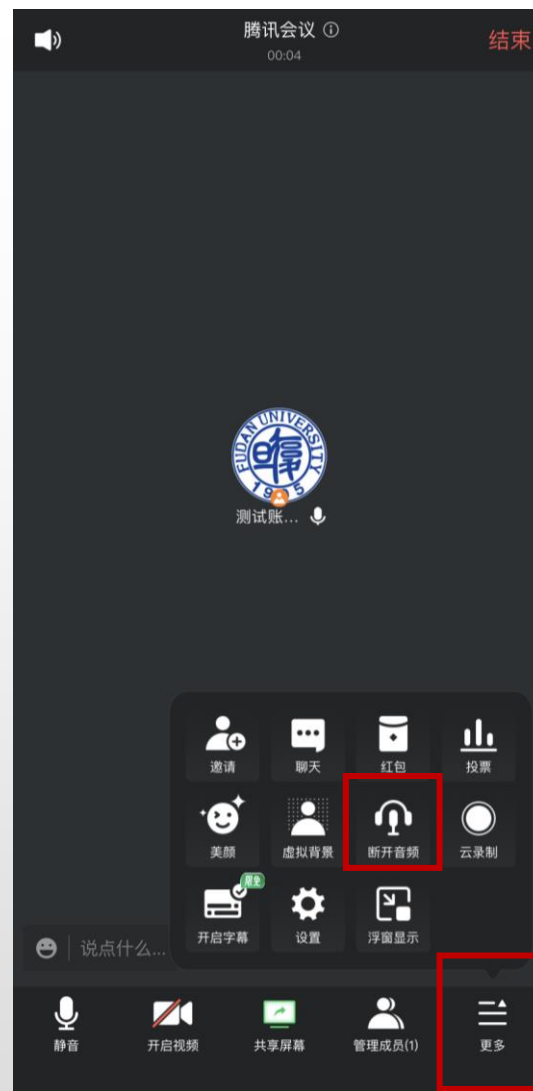 腾讯会议
结束
00:04
FUDAN UNIVERSITY
1905
测试账...
邀请
聊天
红包
投票
美颜
虚拟背景
断开音频
云录制
限免
开启字幕
设置
浮窗显示
说点什么...
静音
开启视频
共享屏幕
管理成员(1)
更多